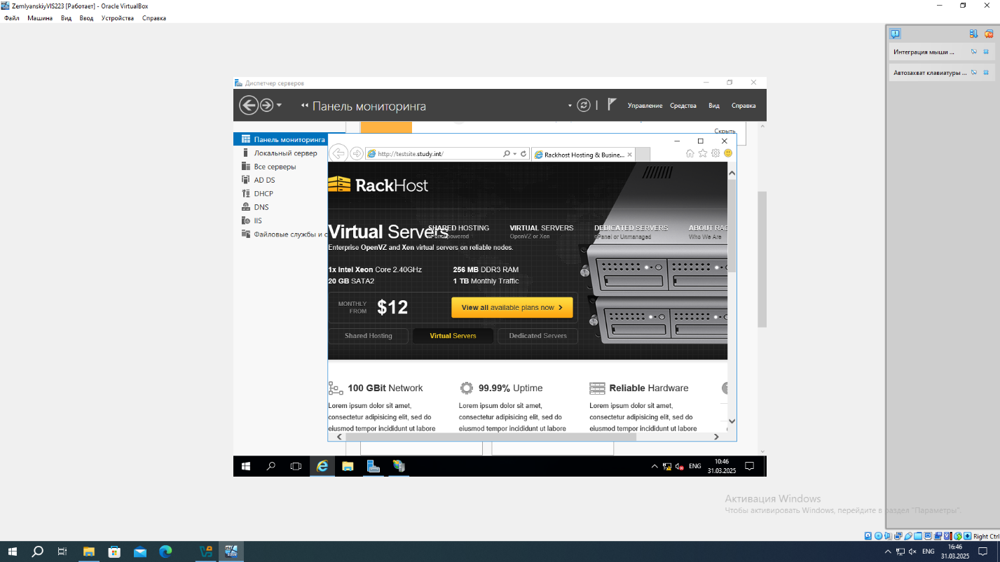 ZemlyanskiyVIS223 [Работает] - Oracle VirtualBox
Файл Машина Вид Ввод Устройства Справка
Интеграция мыши ...
Автозахват клавиатуры ...
Диспетчер серверов
Панель мониторинга
Управление Средства Вид Справка
Скрыть
Панель мониторинга
Локальный сервер
Все серверы
AD DS
DHCP
DNS
IIS
Файловые службы и с
http://testsite.study.int/
Rackhost Hosting & Busine...
RackHost
Virtual Servers
SHARED HOSTING
VIRTUAL SERVERS
OpenVZ or Xen
DEDICATED SERVERS
cPanel or Unmanaged
ABOUT RAC
Who We Are
Enterprise OpenVZ and Xen virtual servers on reliable nodes.
1x Intel Xeon Core 2.40GHz
256 MB DDR3 RAM
20 GB SATA2
1 TB Monthly Traffic
MONTHLY
FROM
$12
View all available plans now
Shared Hosting
Virtual Servers
Dedicated Servers
100 GBit Network
99.99% Uptime
Reliable Hardware
Lorem ipsum dolor sit amet,
consectetur adipisicing elit, sed do
eiusmod tempor incididunt ut labore
Lorem ipsum dolor sit amet,
consectetur adipisicing elit, sed do
eiusmod tempor incididunt ut labore
Lorem ipsum dolor sit amet,
consectetur adipisicing elit, sed do
eiusmod tempor incididunt ut labore
ENG
10:46
31.03.2025
Активация Windows
Чтобы активировать Windows, перейдите в раздел "Параметры".
Right Ctrl
ENG
16:46
31.03.2025